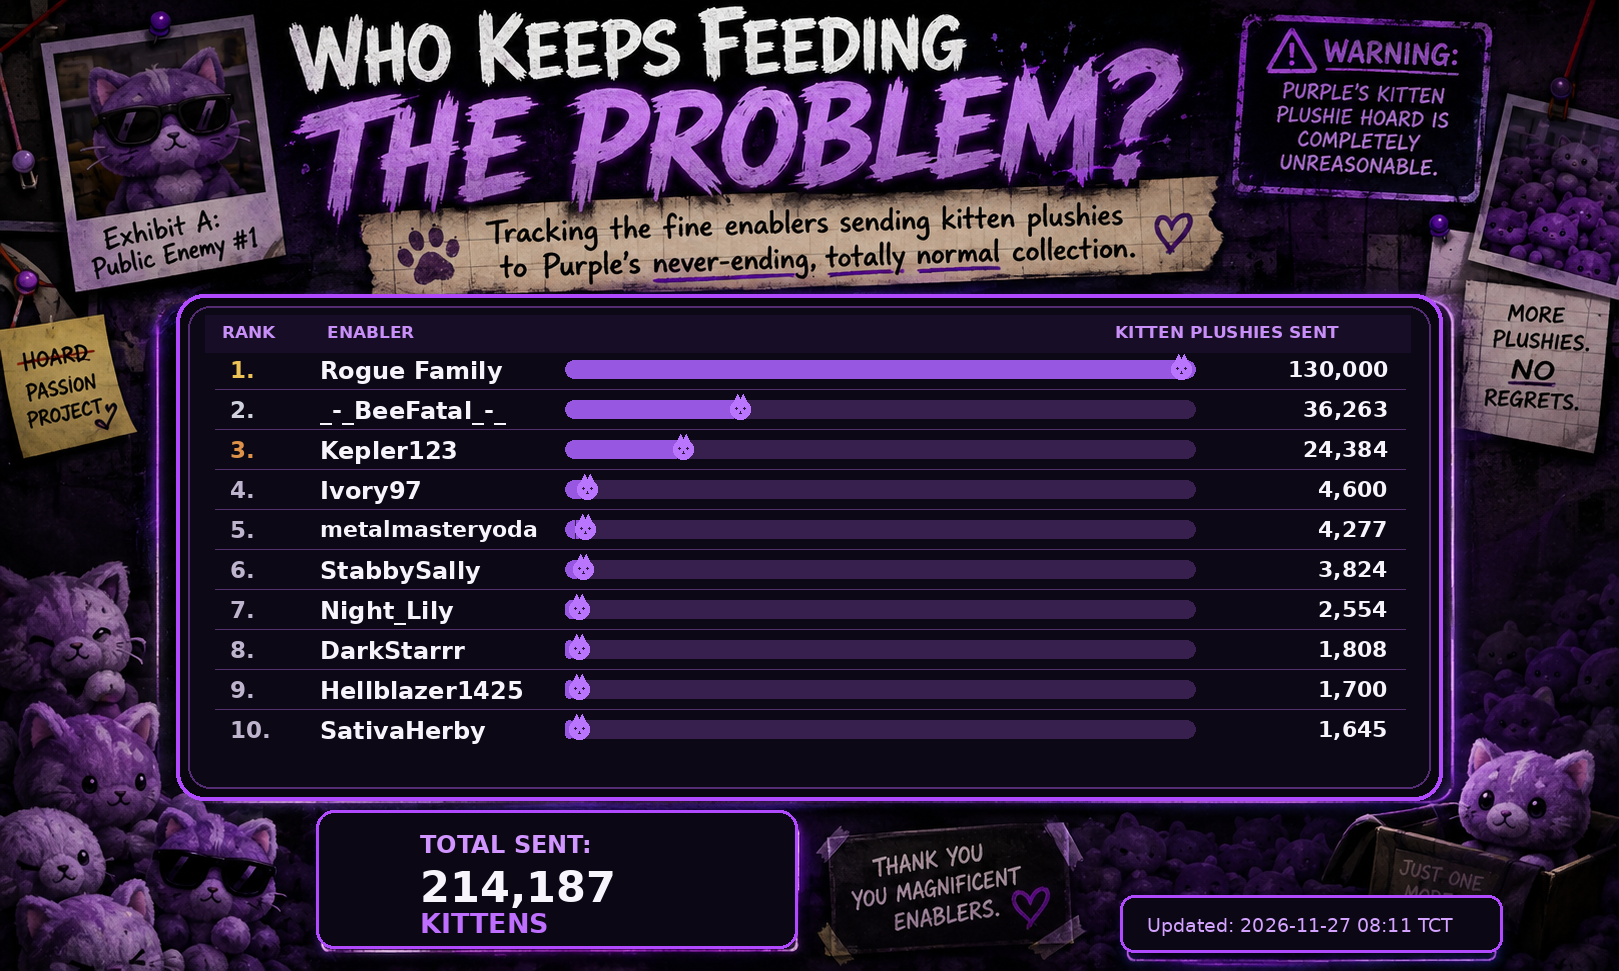 WHO KEEPS FEEDING
THE PROBLEM?
Tracking the fine enablers sending kitten plushies
to Purple's never-ending, totally normal collection.
Exhibit A:
Public Enemy #1
WARNING:
PURPLE'S KITTEN
PLUSHIE HOARD IS
COMPLETELY
UNREASONABLE.
HOARD
PASSION
PROJECT
MORE
PLUSHIES.
NO
REGRETS.
RANK ENABLER KITTEN PLUSHIES SENT
1. Rogue Family 130,000
2. _-_BeeFatal_-_ 36,263
3. Kepler123 24,384
4. Ivory97 4,600
5. metalmasteryoda 4,277
6. StabbySally 3,824
7. Night_Lily 2,554
8. DarkStarrr 1,808
9. Hellblazer1425 1,700
10. SativaHerby 1,645
TOTAL SENT:
214,187
KITTENS
THANK YOU
YOU MAGNIFICENT
ENABLERS.
JUST ONE
MORE
Updated: 2026-11-27 08:11 TCT